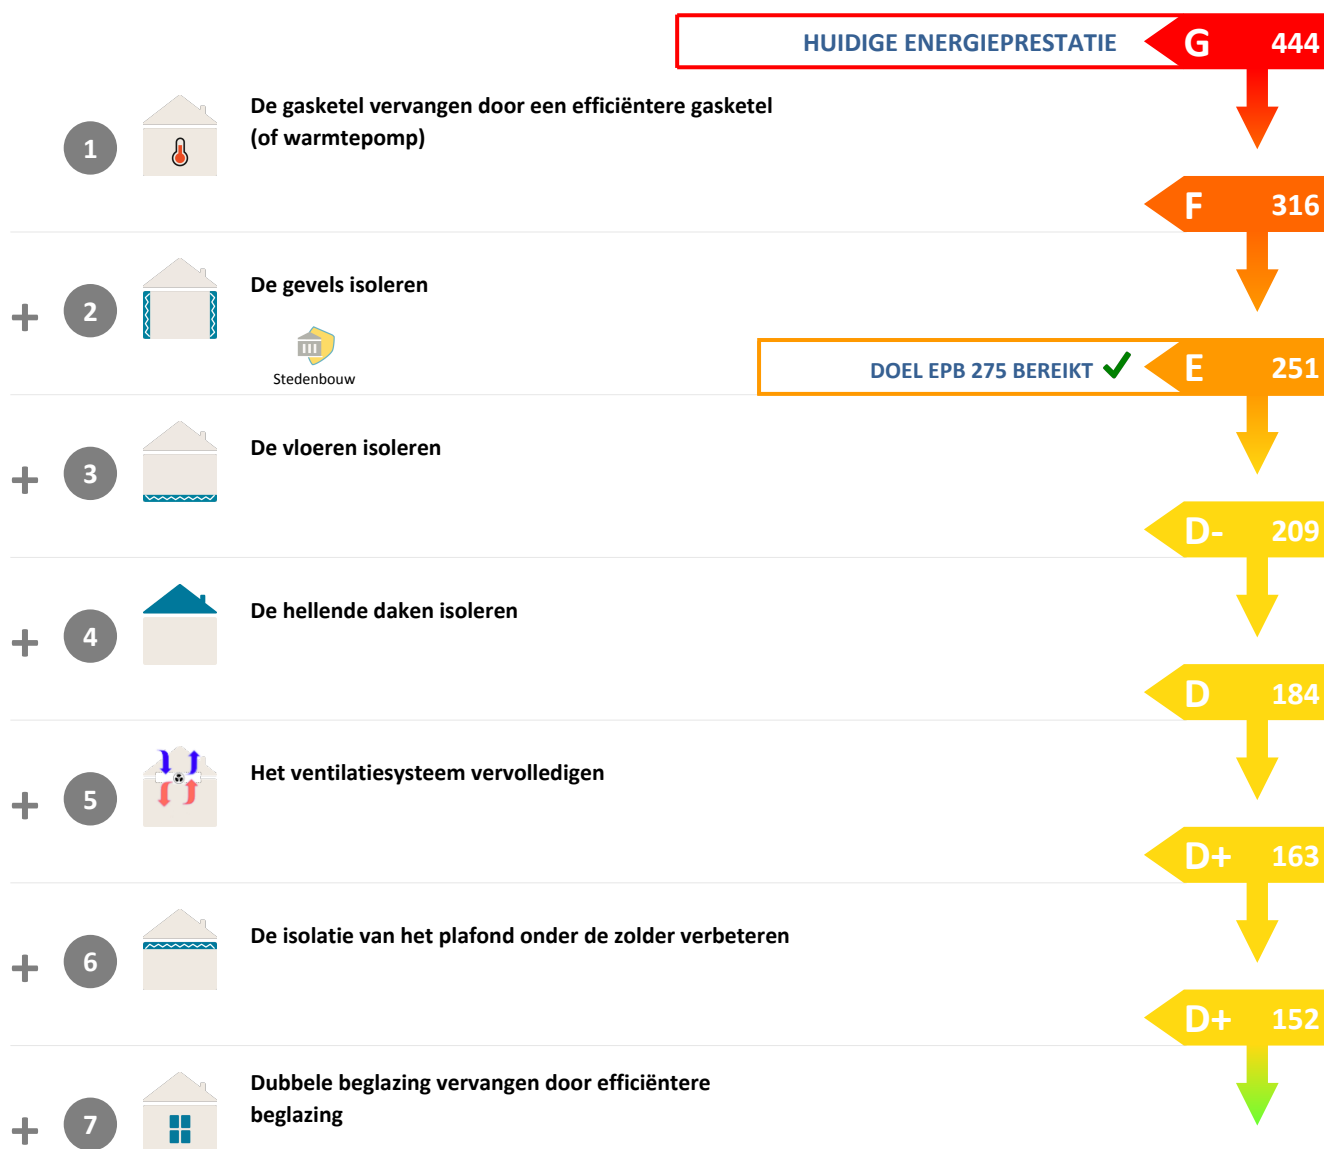 HUIDIGE ENERGIEPRESTATIE G 444
1 De gasketel vervangen door een efficiëntere gasketel
(of warmtepomp)
F 316
+ 2 De gevels isoleren
Stedenbouw
DOEL EPB 275 BEREIKT ✓ E 251
+ 3 De vloeren isoleren
D- 209
+ 4 De hellende daken isoleren
D 184
+ 5 Het ventilatiesysteem vervolledigen
D+ 163
+ 6 De isolatie van het plafond onder de zolder verbeteren
D+ 152
+ 7 Dubbele beglazing vervangen door efficiëntere
beglazing